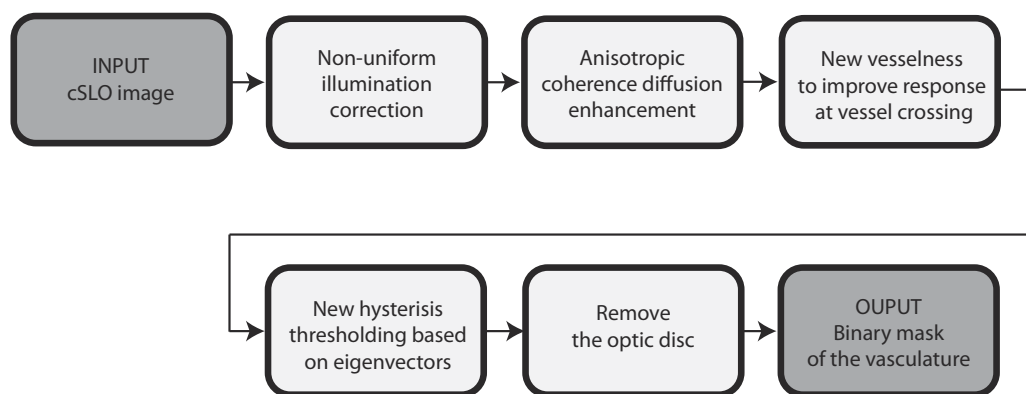 INPUT
cSLO image
Non-uniform
illumination
correction
Anisotropic
coherence diffusion
enhancement
New vesselness
to improve response
at vessel crossing
New hysterisis
thresholding based
on eigenvectors
Remove
the optic disc
OUPUT
Binary mask
of the vasculature